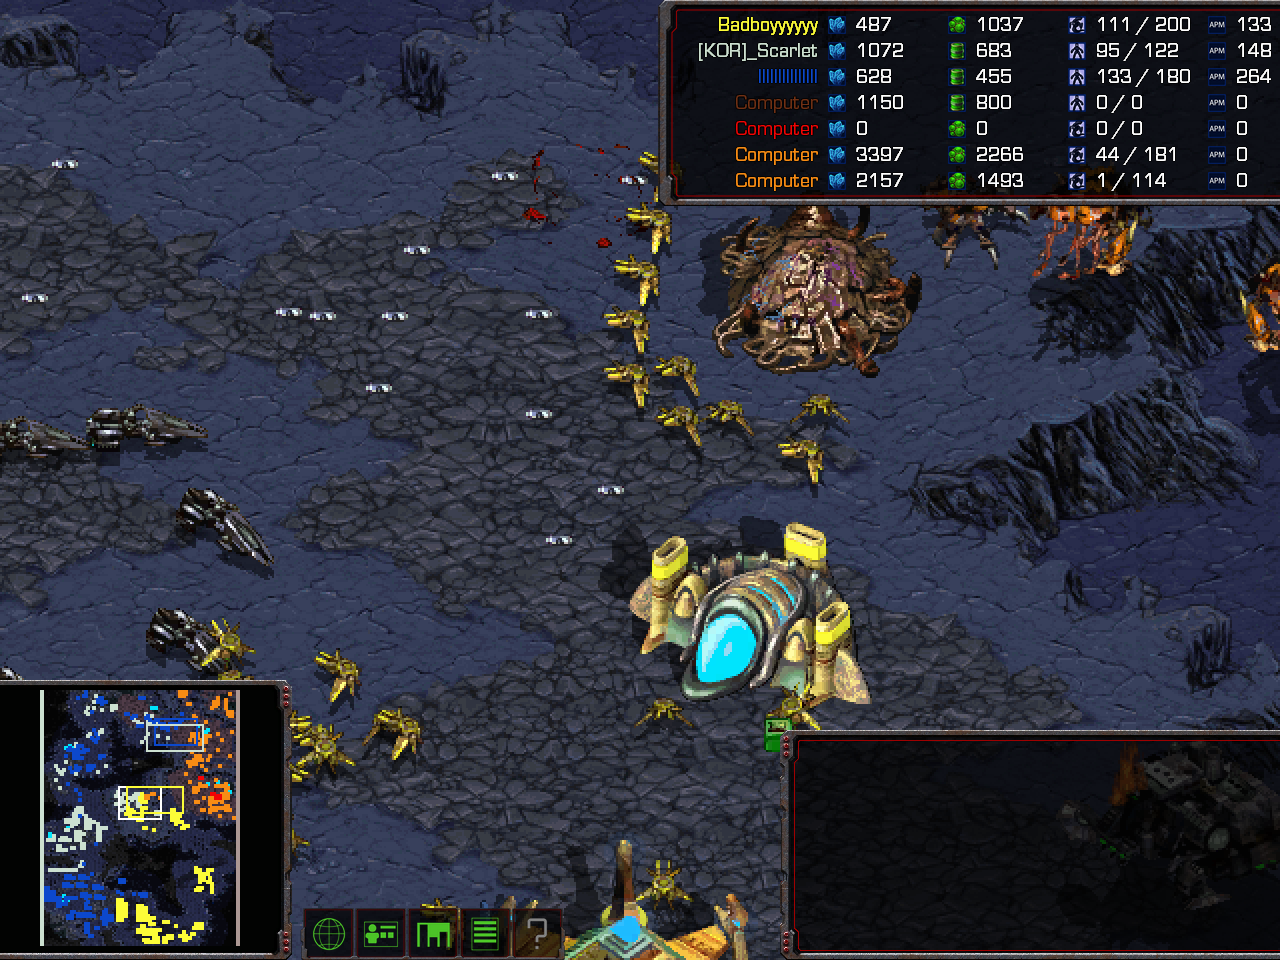 Badboyyyyyy 487 1037 111 / 200 APM 133
[KOR]_Scarlet 1072 683 95 / 122 APM 148
|||||||||||||| 628 455 133 / 180 APM 264
Computer 1150 800 0 / 0 APM 0
Computer 0 0 0 / 0 APM 0
Computer 3397 2266 44 / 181 APM 0
Computer 2157 1493 1 / 114 APM 0
?